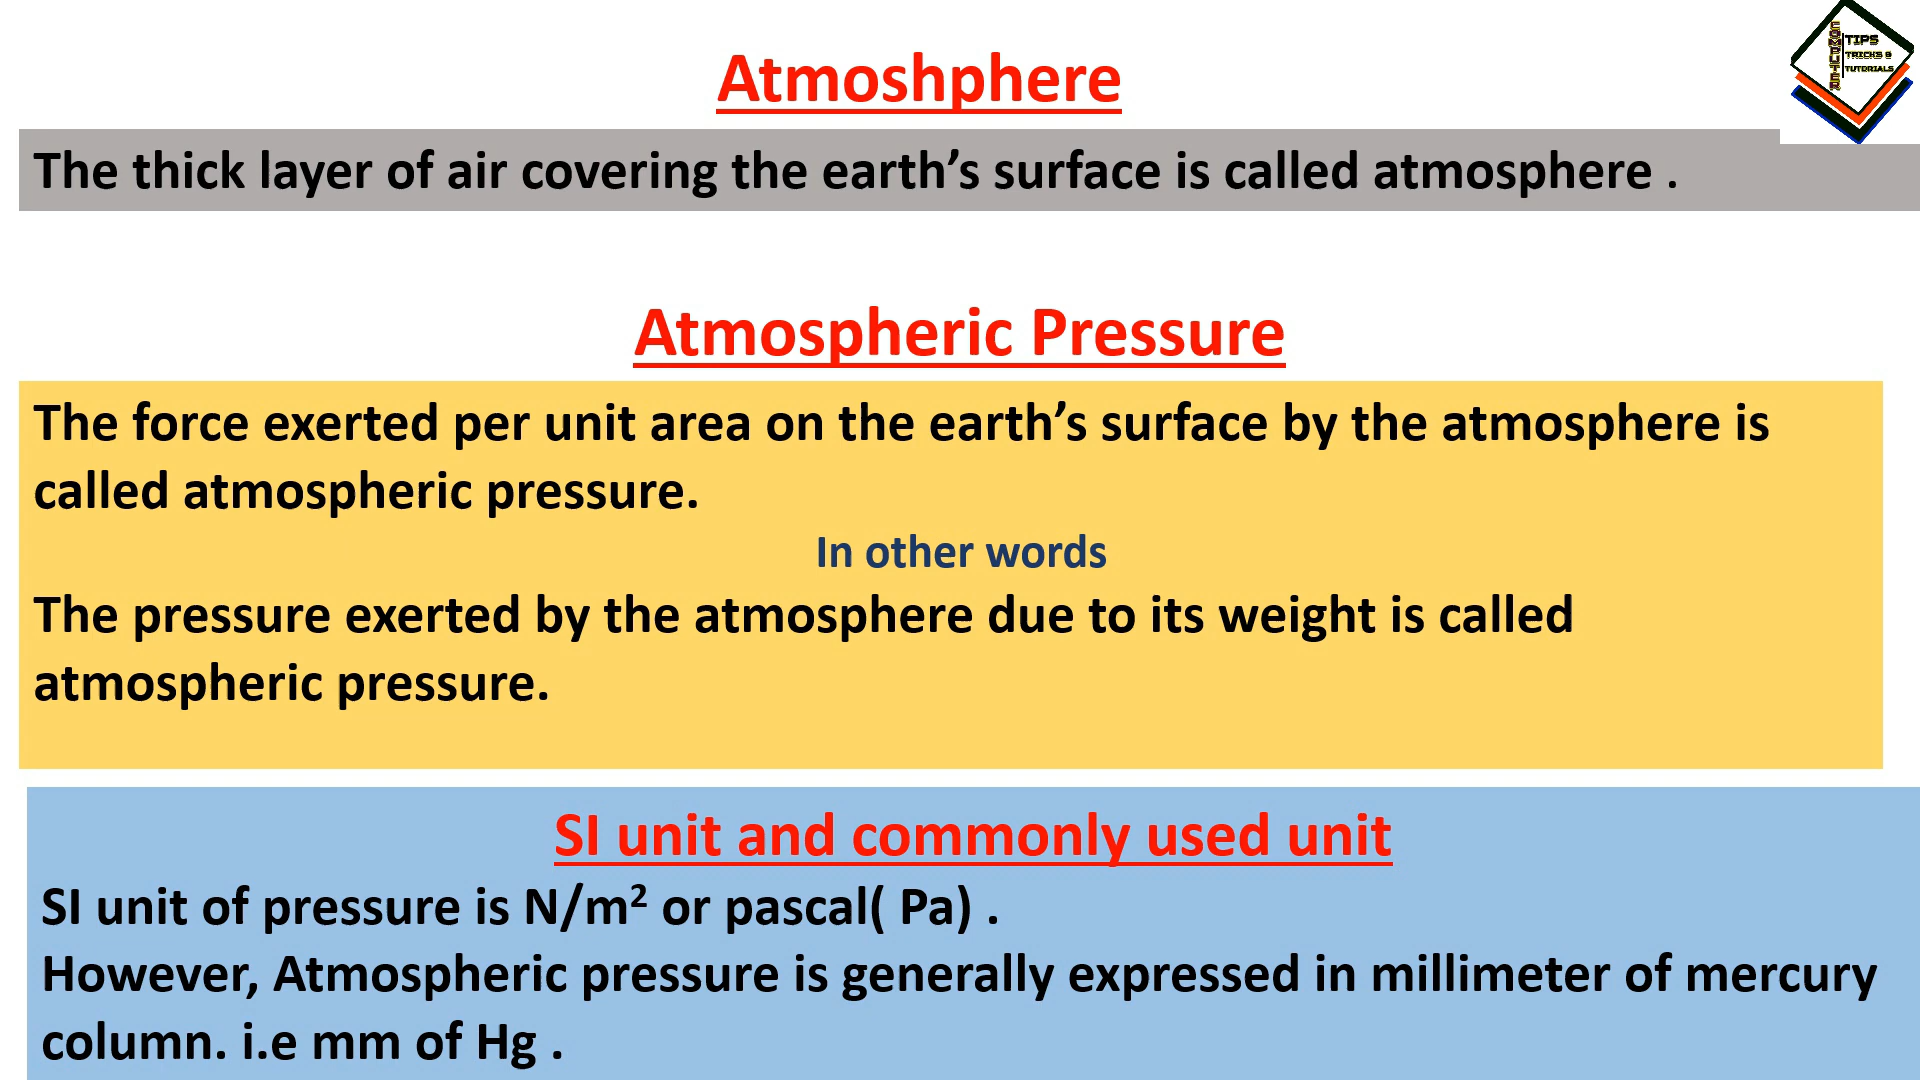 COMPUTER
TIPS
TRICKS &
TUTORIALS
Atmoshphere
The thick layer of air covering the earth’s surface is called atmosphere .
Atmospheric Pressure
The force exerted per unit area on the earth’s surface by the atmosphere is
called atmospheric pressure.
In other words
The pressure exerted by the atmosphere due to its weight is called
atmospheric pressure.
SI unit and commonly used unit
SI unit of pressure is N/m² or pascal( Pa) .
However, Atmospheric pressure is generally expressed in millimeter of mercury
column. i.e mm of Hg .